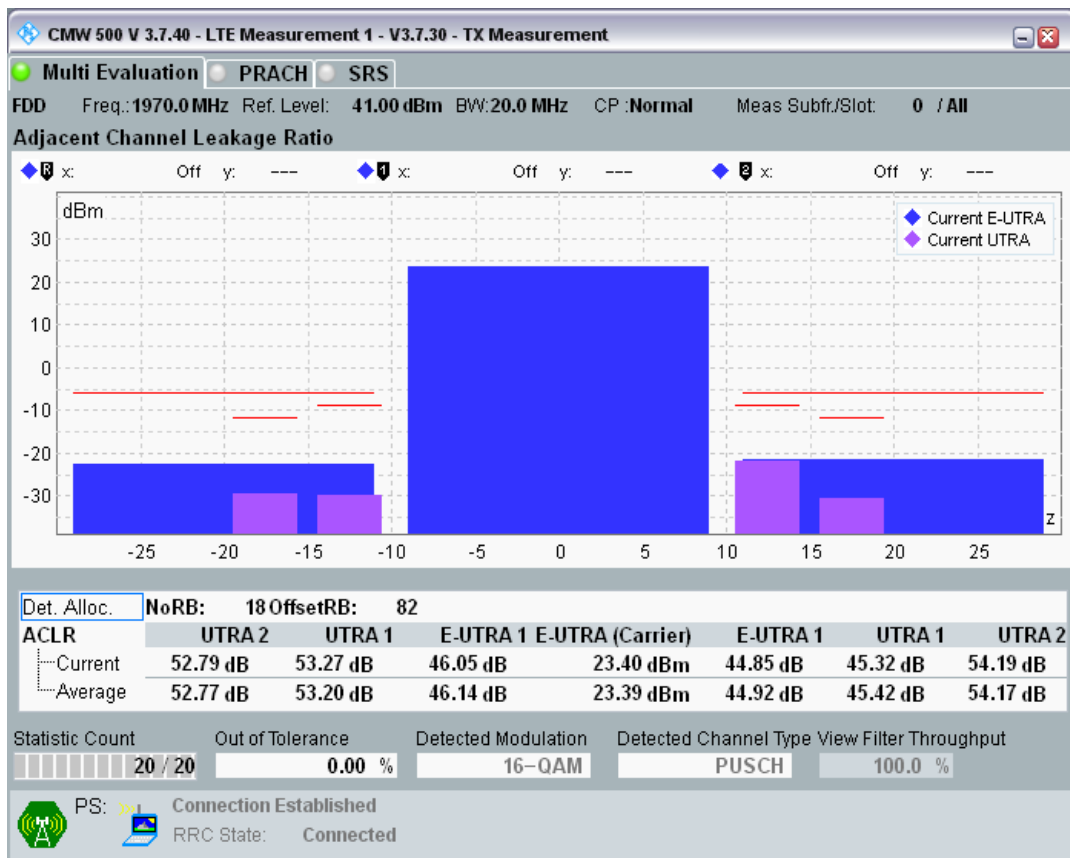 CMW 500 V 3.7.40 - LTE Measurement 1 - V3.7.30 - TX Measurement
Multi Evaluation PRACH SRS
FDD Freq.: 1970.0 MHz Ref. Level: 41.00 dBm BW: 20.0 MHz CP :Normal Meas Subfr./Slot: 0 / All
Adjacent Channel Leakage Ratio
R x: Off y: --- 1 x: Off y: --- 2 x: Off y: ---
dBm
Current E-UTRA
Current UTRA
30
20
10
0
-10
-20
-30
z
-25 -20 -15 -10 -5 0 5 10 15 20 25
Det. Alloc. NoRB: 18 OffsetRB: 82
ACLR UTRA 2 UTRA 1 E-UTRA 1 E-UTRA (Carrier) E-UTRA 1 UTRA 1 UTRA 2
Current 52.79 dB 53.27 dB 46.05 dB 23.40 dBm 44.85 dB 45.32 dB 54.19 dB
Average 52.77 dB 53.20 dB 46.14 dB 23.39 dBm 44.92 dB 45.42 dB 54.17 dB
Statistic Count Out of Tolerance Detected Modulation Detected Channel Type View Filter Throughput
20 / 20 0.00 % 16-QAM PUSCH 100.0 %
PS: Connection Established
RRC State: Connected